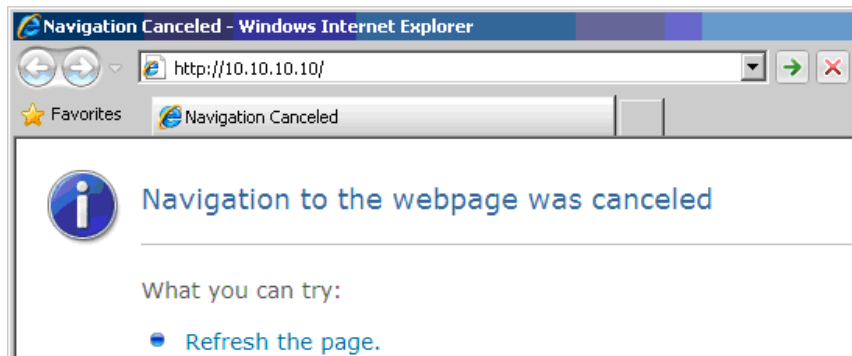 Navigation Canceled - Windows Internet Explorer
http://10.10.10.10/
Favorites
Navigation Canceled
Navigation to the webpage was canceled
What you can try:
Refresh the page.